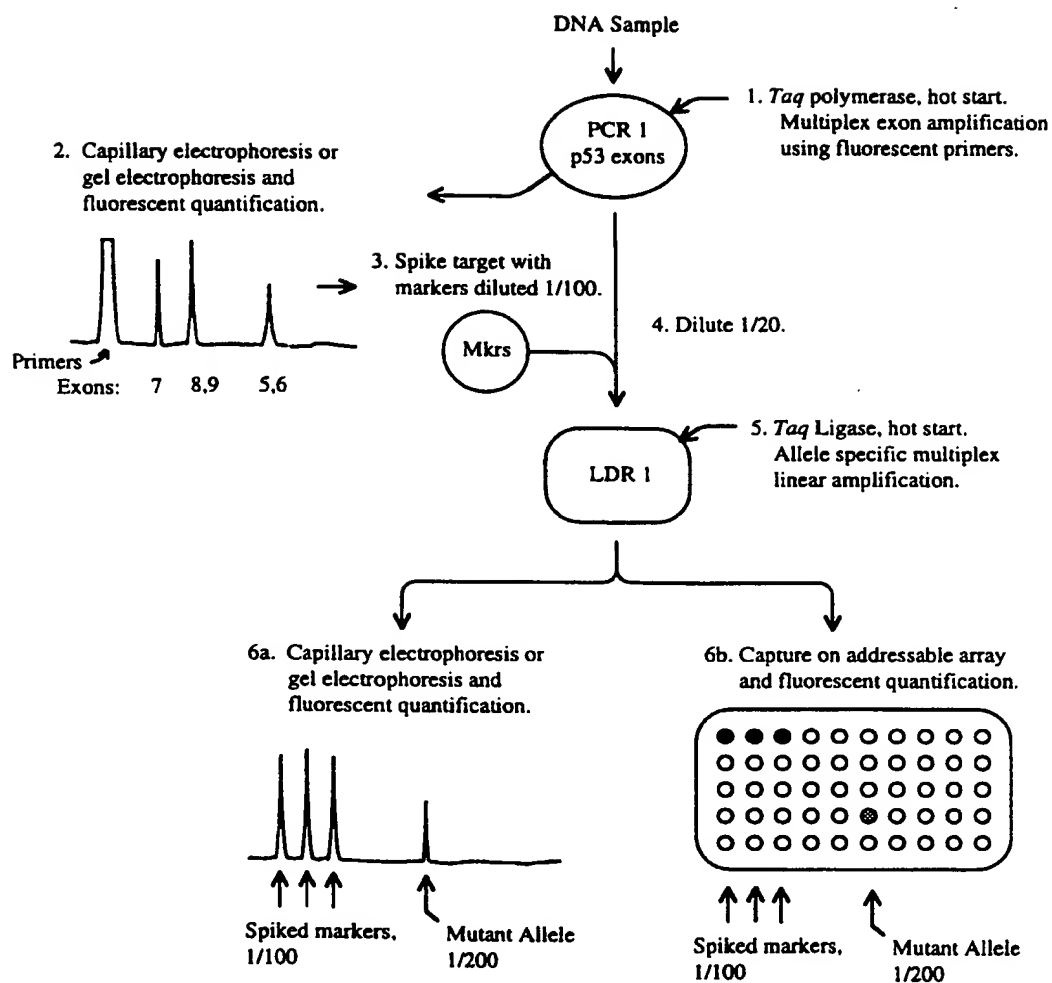 DNA Sample
PCR 1
p53 exons
1. Taq polymerase, hot start.
Multiplex exon amplification
using fluorescent primers.
2. Capillary electrophoresis or
gel electrophoresis and
fluorescent quantification.
Primers
Exons: 7 8,9 5,6
3. Spike target with
markers diluted 1/100.
Mkrs
4. Dilute 1/20.
LDR 1
5. Taq Ligase, hot start.
Allele specific multiplex
linear amplification.
6a. Capillary electrophoresis or
gel electrophoresis and
fluorescent quantification.
Spiked markers,
1/100
Mutant Allele
1/200
6b. Capture on addressable array
and fluorescent quantification.
Spiked markers,
1/100
Mutant Allele
1/200